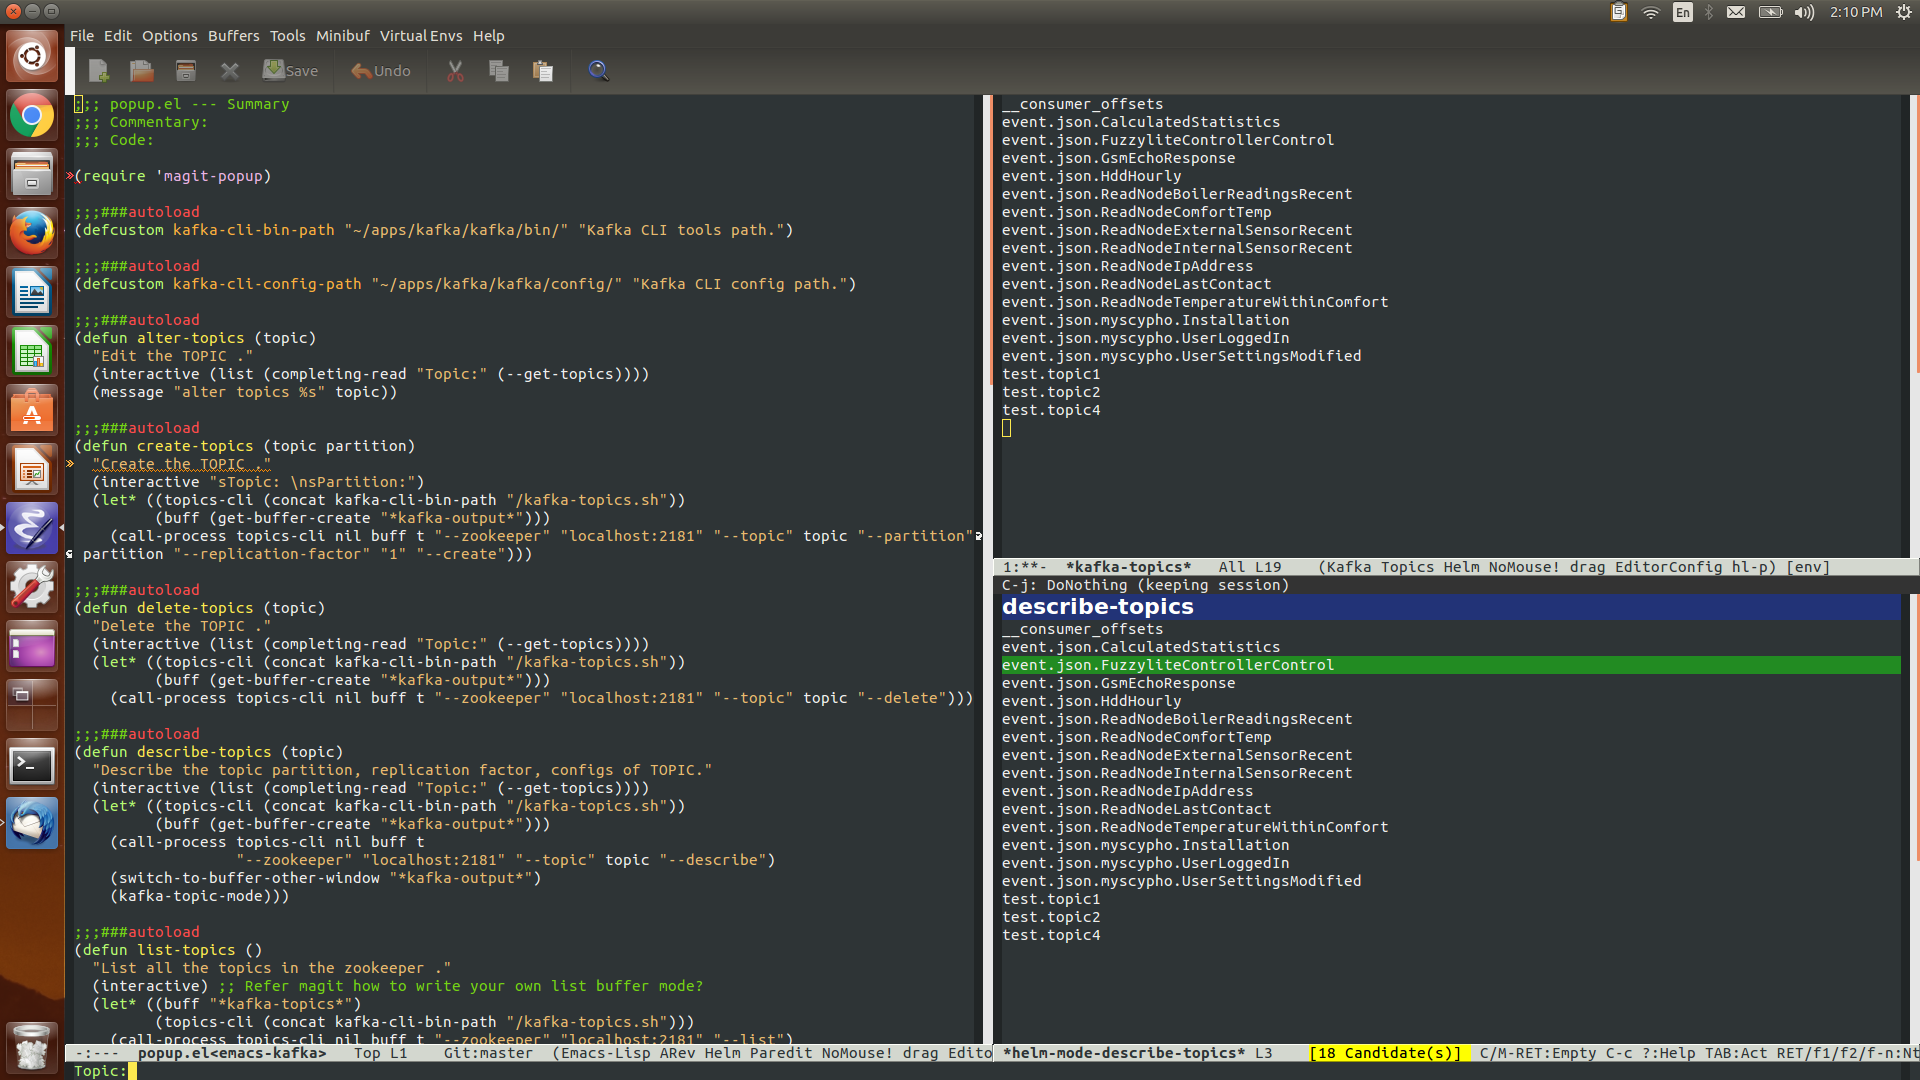 En
2:10 PM
File Edit Options Buffers Tools Minibuf Virtual Envs Help
Save Undo
;;; popup.el --- Summary
;;; Commentary:
;;; Code:
(require 'magit-popup)
;;;###autoload
(defcustom kafka-cli-bin-path "~/apps/kafka/kafka/bin/" "Kafka CLI tools path.")
;;;###autoload
(defcustom kafka-cli-config-path "~/apps/kafka/kafka/config/" "Kafka CLI config path.")
;;;###autoload
(defun alter-topics (topic)
"Edit the TOPIC ."
(interactive (list (completing-read "Topic:" (--get-topics))))
(message "alter topics %s" topic))
;;;###autoload
(defun create-topics (topic partition)
"Create the TOPIC ."
(interactive "sTopic: \nsPartition:")
(let* ((topics-cli (concat kafka-cli-bin-path "/kafka-topics.sh"))
(buff (get-buffer-create "*kafka-output*")))
(call-process topics-cli nil buff t "--zookeeper" "localhost:2181" "--topic" topic "--partition"
partition "--replication-factor" "1" "--create")))
;;;###autoload
(defun delete-topics (topic)
"Delete the TOPIC ."
(interactive (list (completing-read "Topic:" (--get-topics))))
(let* ((topics-cli (concat kafka-cli-bin-path "/kafka-topics.sh"))
(buff (get-buffer-create "*kafka-output*")))
(call-process topics-cli nil buff t "--zookeeper" "localhost:2181" "--topic" topic "--delete")))
;;;###autoload
(defun describe-topics (topic)
"Describe the topic partition, replication factor, configs of TOPIC."
(interactive (list (completing-read "Topic:" (--get-topics))))
(let* ((topics-cli (concat kafka-cli-bin-path "/kafka-topics.sh"))
(buff (get-buffer-create "*kafka-output*")))
(call-process topics-cli nil buff t
"--zookeeper" "localhost:2181" "--topic" topic "--describe")
(switch-to-buffer-other-window "*kafka-output*")
(kafka-topic-mode)))
;;;###autoload
(defun list-topics ()
"List all the topics in the zookeeper ."
(interactive) ;; Refer magit how to write your own list buffer mode?
(let* ((buff "*kafka-topics*")
(topics-cli (concat kafka-cli-bin-path "/kafka-topics.sh")))
(call-process topics-cli nil buff t "--zookeeper" "localhost:2181" "--list")
-:--- popup.el<emacs-kafka> Top L1 Git:master (Emacs-Lisp ARev Helm Paredit NoMouse! drag Edito
Topic:
__consumer_offsets
event.json.CalculatedStatistics
event.json.FuzzyliteControllerControl
event.json.GsmEchoResponse
event.json.HddHourly
event.json.ReadNodeBoilerReadingsRecent
event.json.ReadNodeComfortTemp
event.json.ReadNodeExternalSensorRecent
event.json.ReadNodeInternalSensorRecent
event.json.ReadNodeIpAddress
event.json.ReadNodeLastContact
event.json.ReadNodeTemperatureWithinComfort
event.json.myscypho.Installation
event.json.myscypho.UserLoggedIn
event.json.myscypho.UserSettingsModified
test.topic1
test.topic2
test.topic4
1:**- *kafka-topics* All L19 (Kafka Topics Helm NoMouse! drag EditorConfig hl-p) [env]
C-j: DoNothing (keeping session)
describe-topics
__consumer_offsets
event.json.CalculatedStatistics
event.json.FuzzyliteControllerControl
event.json.GsmEchoResponse
event.json.HddHourly
event.json.ReadNodeBoilerReadingsRecent
event.json.ReadNodeComfortTemp
event.json.ReadNodeExternalSensorRecent
event.json.ReadNodeInternalSensorRecent
event.json.ReadNodeIpAddress
event.json.ReadNodeLastContact
event.json.ReadNodeTemperatureWithinComfort
event.json.myscypho.Installation
event.json.myscypho.UserLoggedIn
event.json.myscypho.UserSettingsModified
test.topic1
test.topic2
test.topic4
*helm-mode-describe-topics* L3 [18 Candidate(s)] C/M-RET:Empty C-c ?:Help TAB:Act RET/f1/f2/f-n:Nt